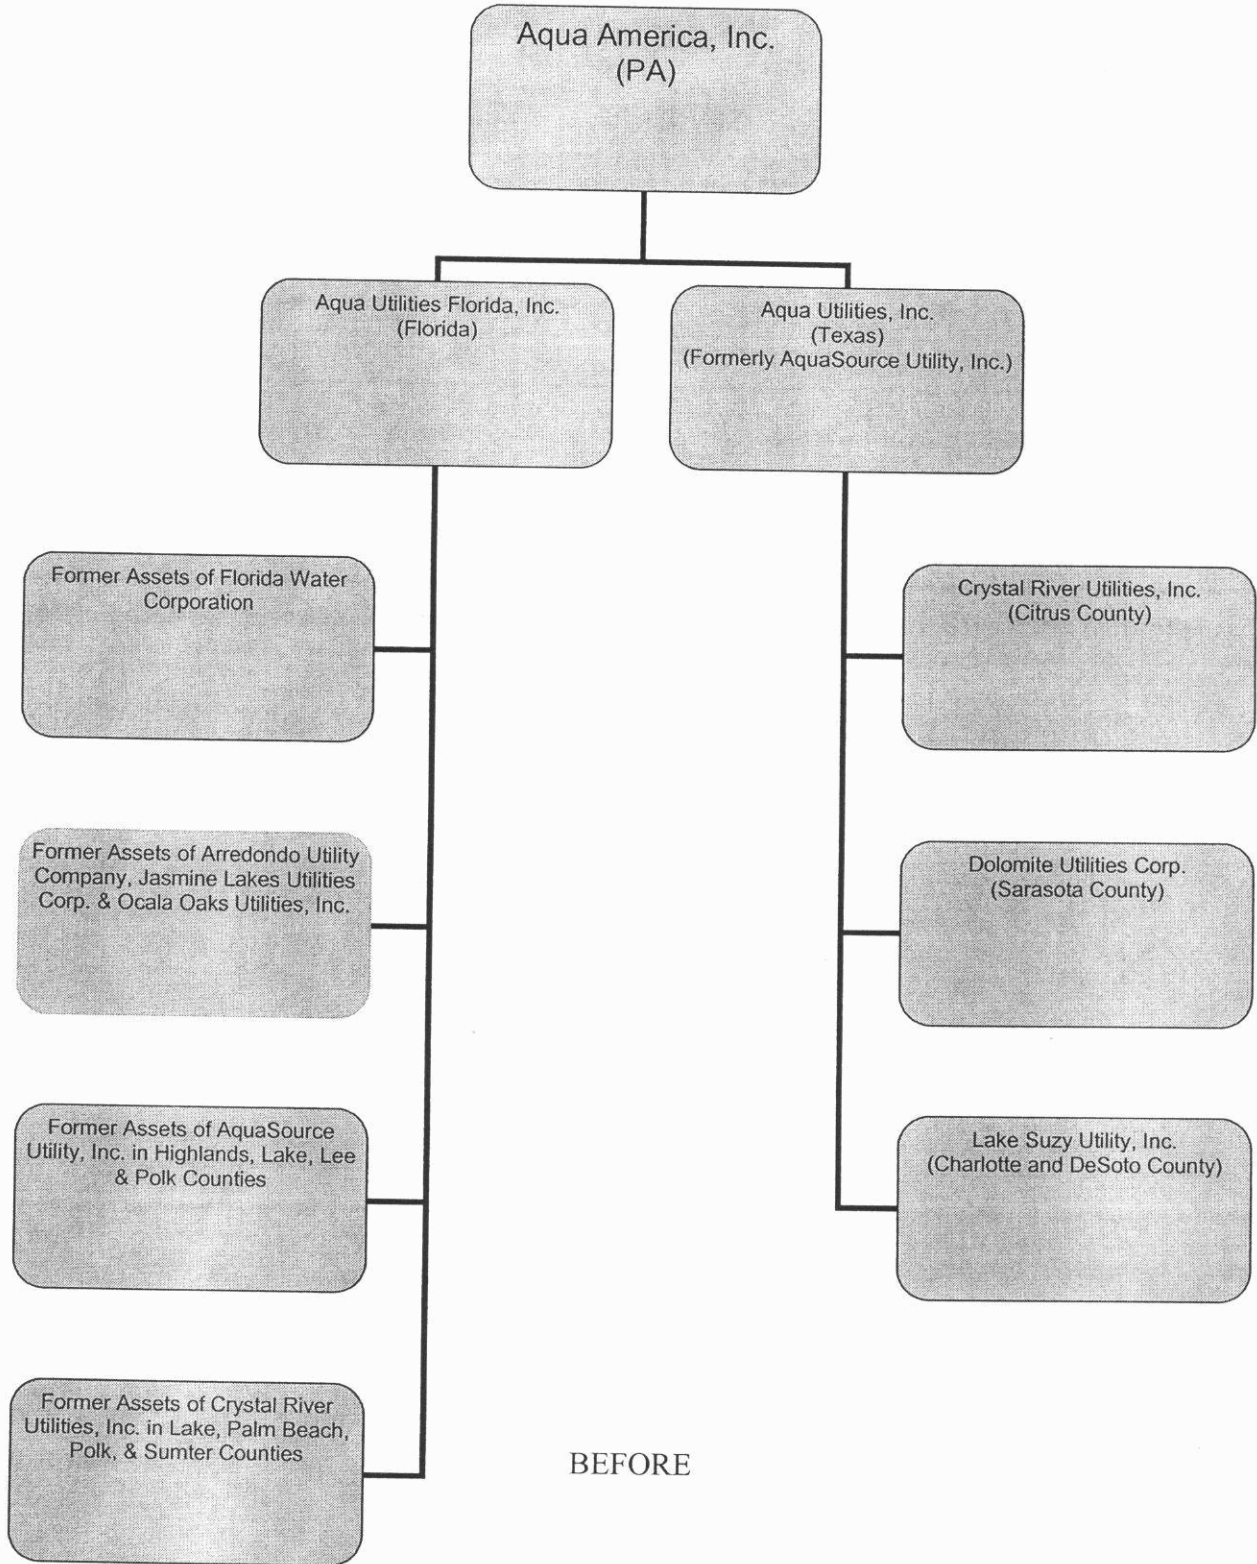 Aqua America, Inc.
(PA)
Aqua Utilities Florida, Inc.
(Florida)
Aqua Utilities, Inc.
(Texas)
(Formerly AquaSource Utility, Inc.)
Former Assets of Florida Water
Corporation
Crystal River Utilities, Inc.
(Citrus County)
Former Assets of Arredondo Utility
Company, Jasmine Lakes Utilities
Corp. & Ocala Oaks Utilities, Inc.
Dolomite Utilities Corp.
(Sarasota County)
Former Assets of AquaSource
Utility, Inc. in Highlands, Lake, Lee
& Polk Counties
Lake Suzy Utility, Inc.
(Charlotte and DeSoto County)
Former Assets of Crystal River
Utilities, Inc. in Lake, Palm Beach,
Polk, & Sumter Counties
BEFORE